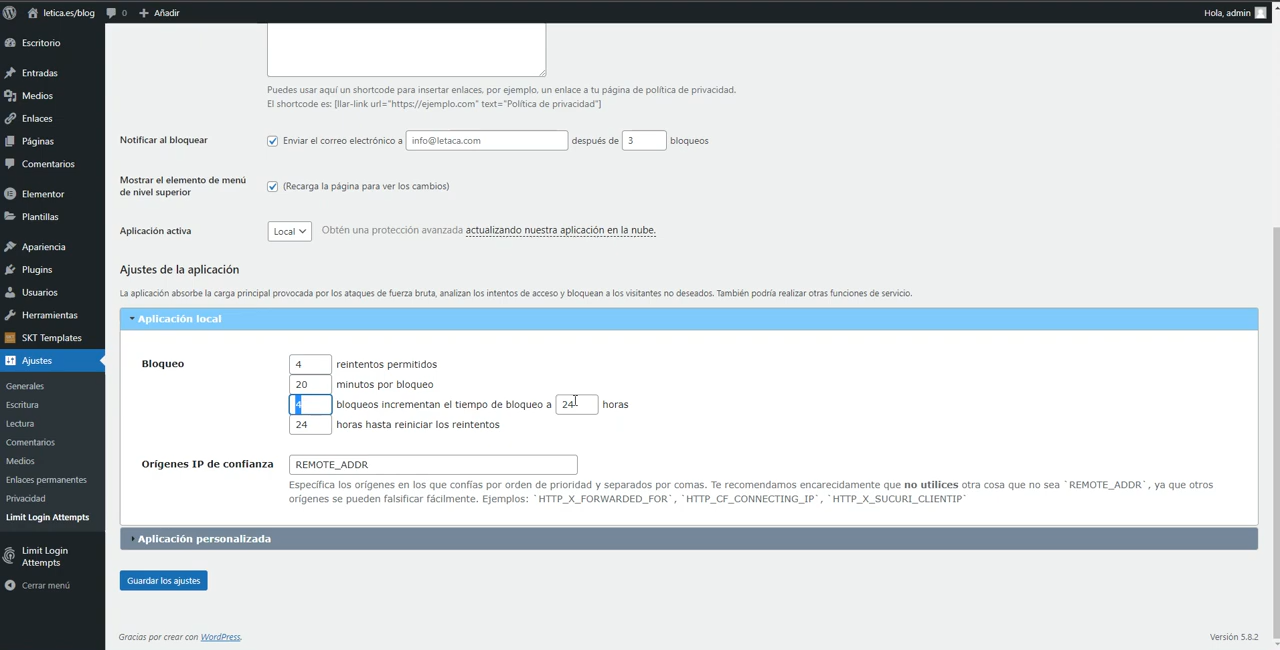 letica.es/blog 0 Añadir Hola, admin
Escritorio
Entradas
Medios
Enlaces
Páginas
Comentarios
Elementor
Plantillas
Apariencia
Plugins
Usuarios
Herramientas
SKT Templates
Ajustes
Generales
Escritura
Lectura
Comentarios
Medios
Enlaces permanentes
Privacidad
Limit Login Attempts
Limit Login
Attempts
Cerrar menú
Puedes usar aquí un shortcode para insertar enlaces, por ejemplo, un enlace a tu página de política de privacidad.
El shortcode es: [llar-link url="https://ejemplo.com" text="Política de privacidad"]
Notificar al bloquear Enviar el correo electrónico a info@letaca.com después de 3 bloqueos
Mostrar el elemento de menú
de nivel superior
(Recarga la página para ver los cambios)
Aplicación activa Local Obtén una protección avanzada actualizando nuestra aplicación en la nube.
Ajustes de la aplicación
La aplicación absorbe la carga principal provocada por los ataques de fuerza bruta, analizan los intentos de acceso y bloquean a los visitantes no deseados. También podría realizar otras funciones de servicio.
Aplicación local
Bloqueo 4 reintentos permitidos
20 minutos por bloqueo
4 bloqueos incrementan el tiempo de bloqueo a 24 horas
24 horas hasta reiniciar los reintentos
Orígenes IP de confianza REMOTE_ADDR
Específica los orígenes en los que confías por orden de prioridad y separados por comas. Te recomendamos encarecidamente que no utilices otra cosa que no sea `REMOTE_ADDR`, ya que otros
orígenes se pueden falsificar fácilmente. Ejemplos: `HTTP_X_FORWARDED_FOR`, `HTTP_CF_CONNECTING_IP`, `HTTP_X_SUCURI_CLIENTIP`
Aplicación personalizada
Guardar los ajustes
Gracias por crear con WordPress. Versión 5.8.2